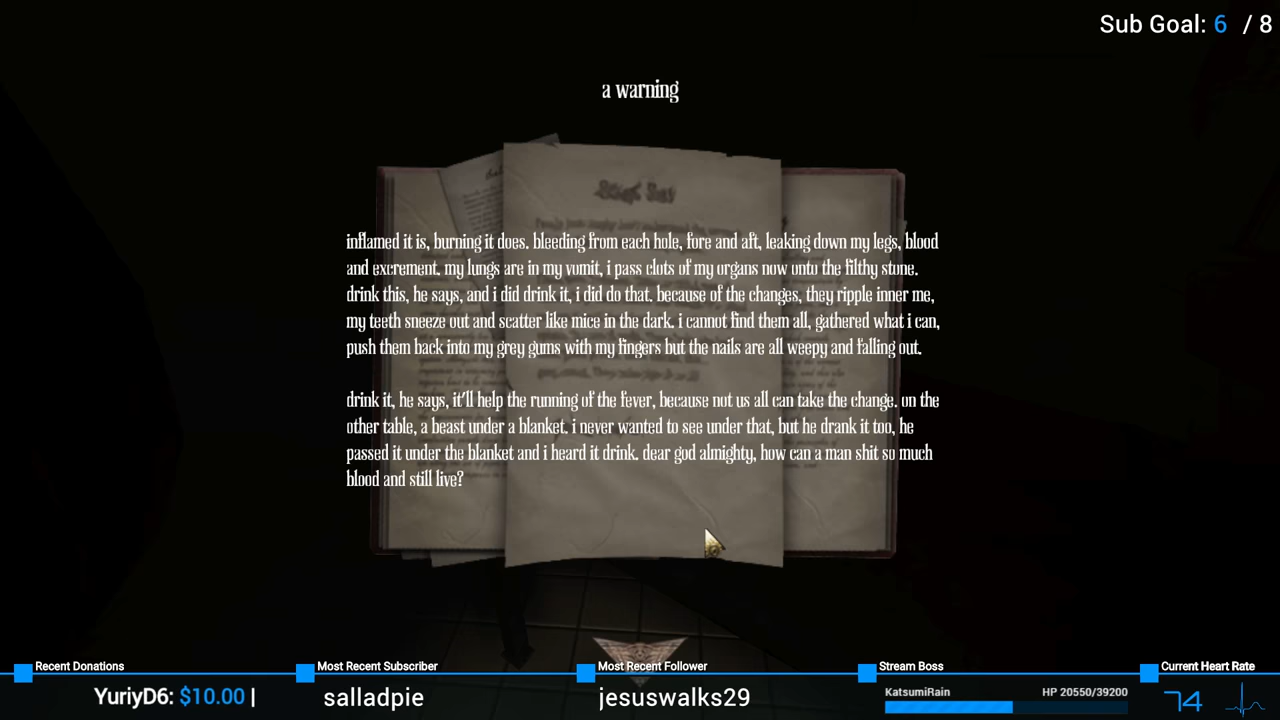 Sub Goal: 6 / 8
a warning
inflamed it is, burning it does. bleeding from each hole, fore and aft, leaking down my legs, blood
and excrement. my lungs are in my vomit, i pass clots of my organs now onto the filthy stone.
drink this, he says, and i did drink it, i did do that. because of the changes, they ripple inner me,
my teeth sneeze out and scatter like mice in the dark. i cannot find them all, gathered what i can,
push them back into my grey gums with my fingers but the nails are all weepy and falling out.
drink it, he says, it'll help the running of the fever, because not us all can take the change. on the
other table, a beast under a blanket. i never wanted to see under that, but he drank it too, he
passed it under the blanket and i heard it drink. dear god almighty, how can a man shit so much
blood and still live?
Recent Donations
YuriyD6: $10.00 |
Most Recent Subscriber
salladpie
Most Recent Follower
jesuswalks29
Stream Boss
KatsumiRain HP 20550/39200
Current Heart Rate
74